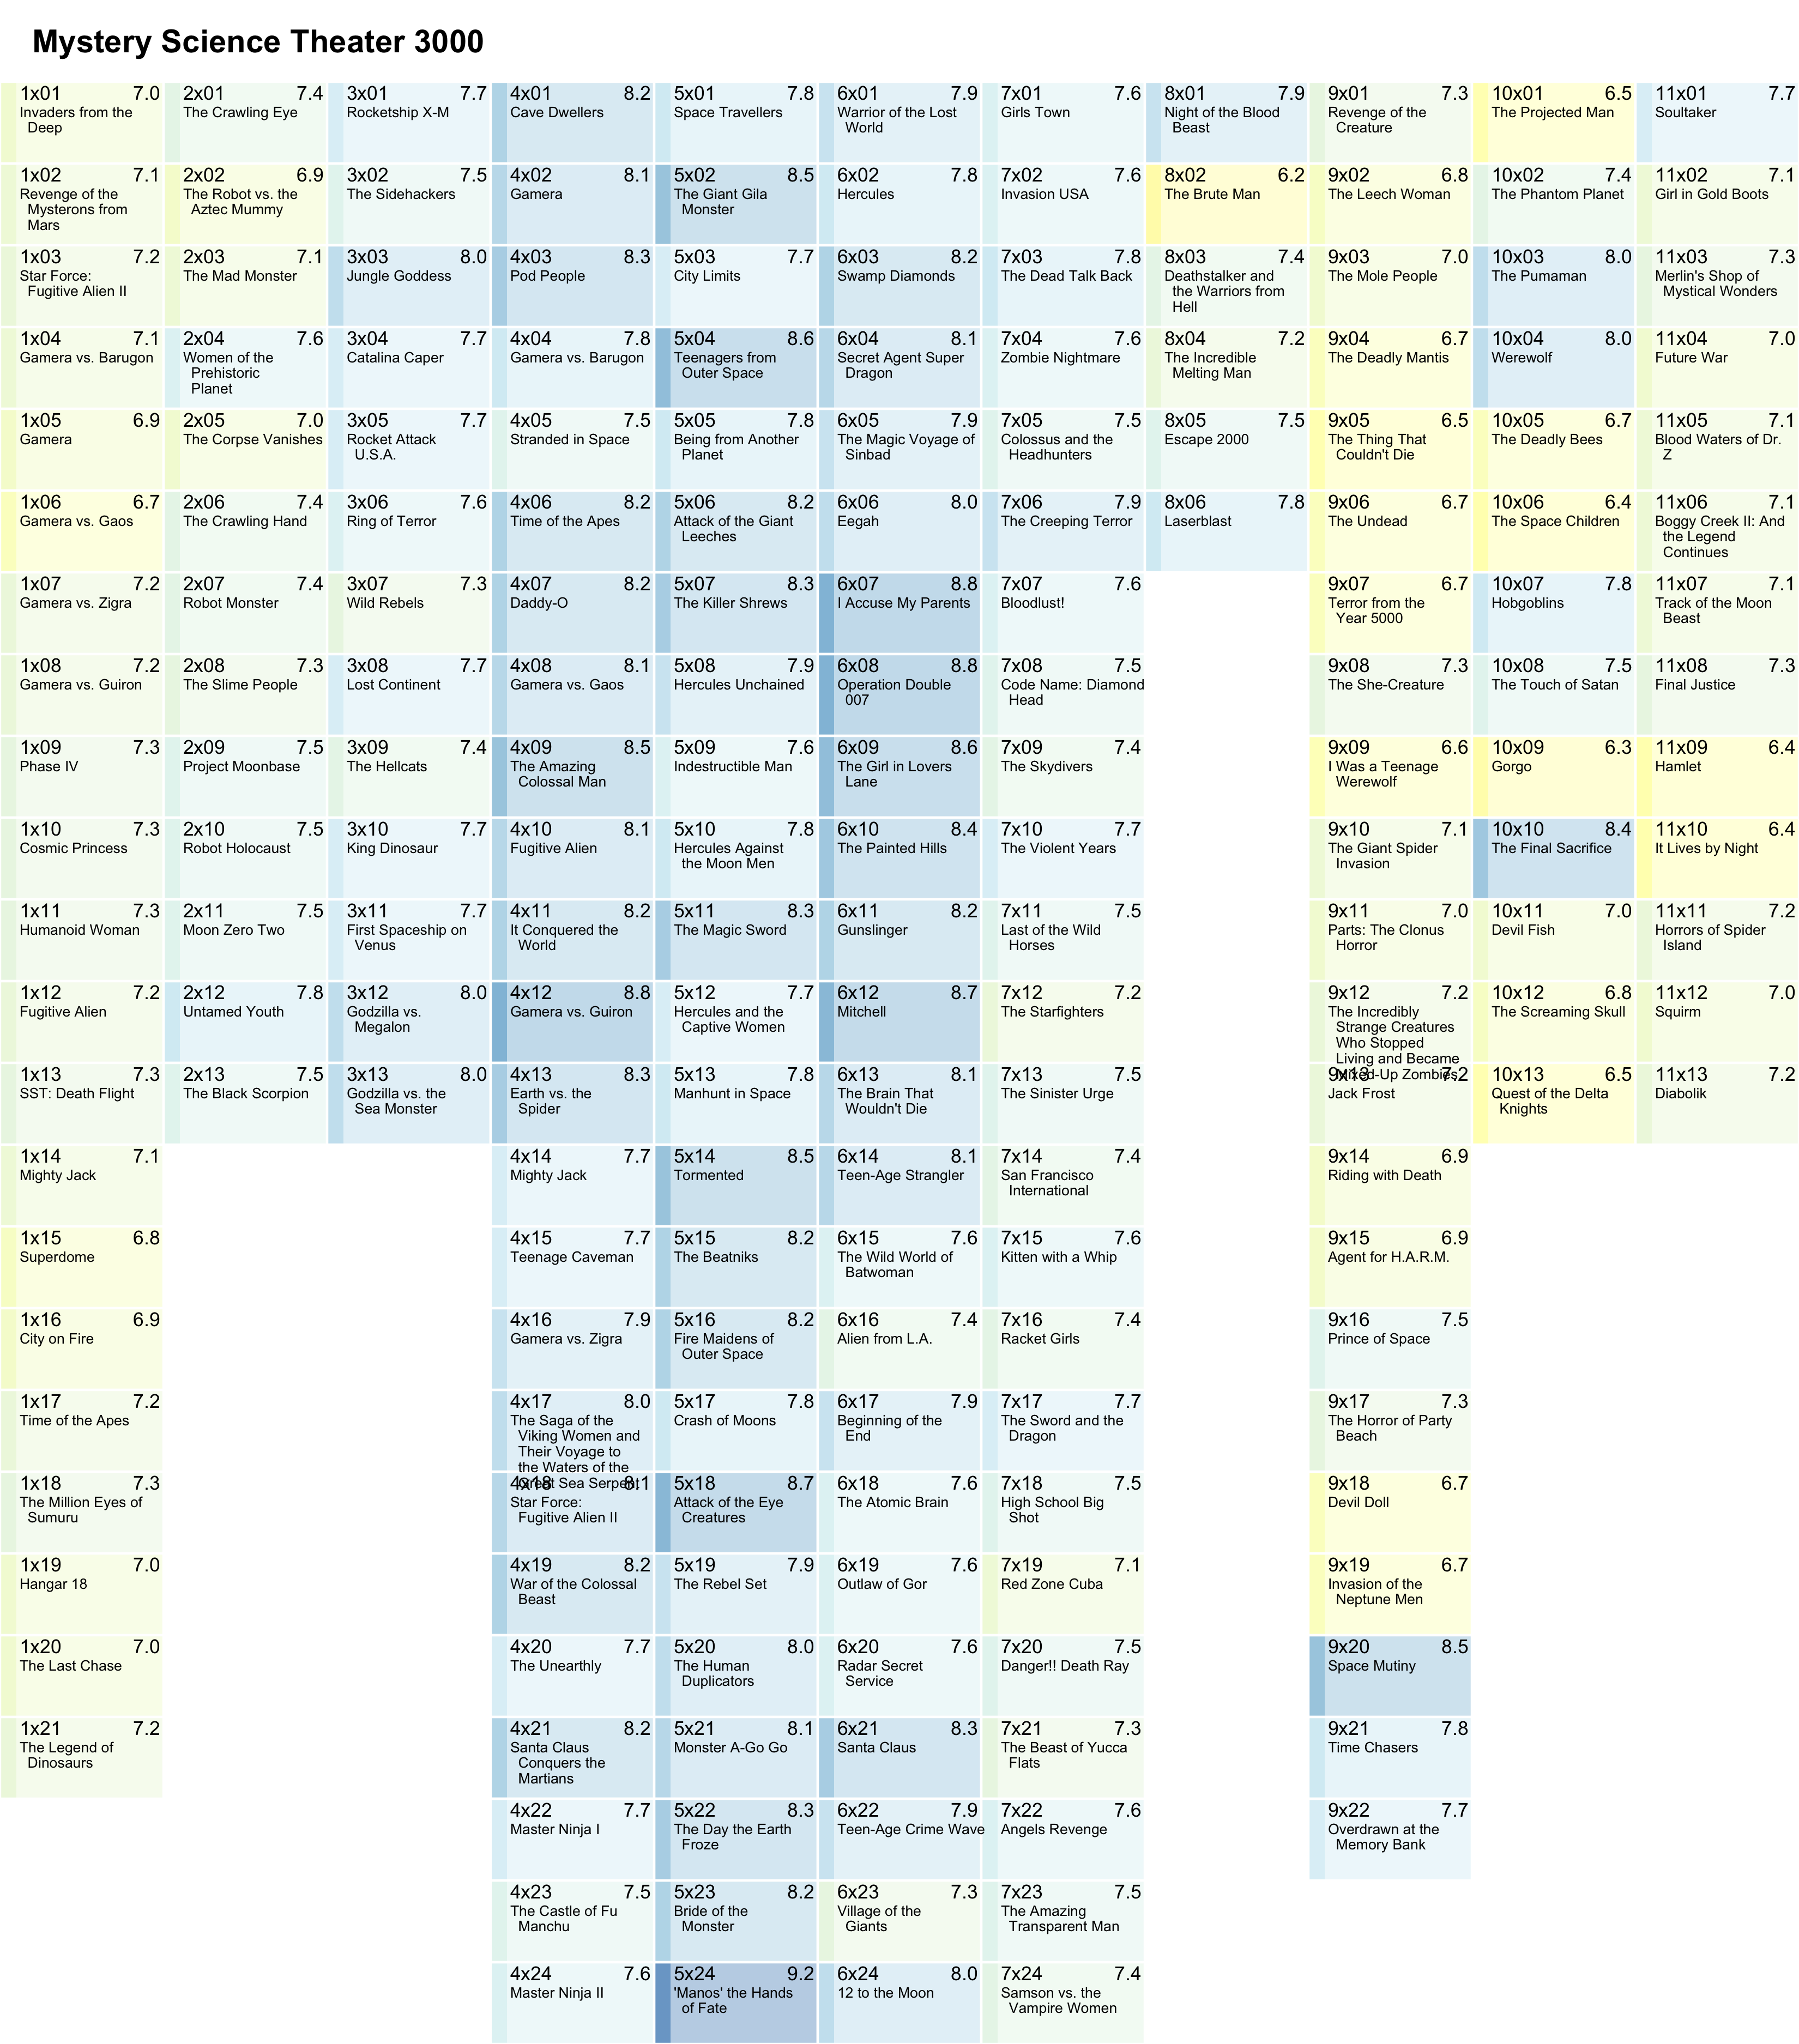 Mystery Science Theater 3000
1x01 7.0
Invaders from the
Deep
1x02 7.1
Revenge of the
Mysterons from
Mars
1x03 7.2
Star Force:
Fugitive Alien II
1x04 7.1
Gamera vs. Barugon
1x05 6.9
Gamera
1x06 6.7
Gamera vs. Gaos
1x07 7.2
Gamera vs. Zigra
1x08 7.2
Gamera vs. Guiron
1x09 7.3
Phase IV
1x10 7.3
Cosmic Princess
1x11 7.3
Humanoid Woman
1x12 7.2
Fugitive Alien
1x13 7.3
SST: Death Flight
1x14 7.1
Mighty Jack
1x15 6.8
Superdome
1x16 6.9
City on Fire
1x17 7.2
Time of the Apes
1x18 7.3
The Million Eyes of
Sumuru
1x19 7.0
Hangar 18
1x20 7.0
The Last Chase
1x21 7.2
The Legend of
Dinosaurs
2x01 7.4
The Crawling Eye
2x02 6.9
The Robot vs. the
Aztec Mummy
2x03 7.1
The Mad Monster
2x04 7.6
Women of the
Prehistoric
Planet
2x05 7.0
The Corpse Vanishes
2x06 7.4
The Crawling Hand
2x07 7.4
Robot Monster
2x08 7.3
The Slime People
2x09 7.5
Project Moonbase
2x10 7.5
Robot Holocaust
2x11 7.5
Moon Zero Two
2x12 7.8
Untamed Youth
2x13 7.5
The Black Scorpion
3x01 7.7
Rocketship X-M
3x02 7.5
The Sidehackers
3x03 8.0
Jungle Goddess
3x04 7.7
Catalina Caper
3x05 7.7
Rocket Attack
U.S.A.
3x06 7.6
Ring of Terror
3x07 7.3
Wild Rebels
3x08 7.7
Lost Continent
3x09 7.4
The Hellcats
3x10 7.7
King Dinosaur
3x11 7.7
First Spaceship on
Venus
3x12 8.0
Godzilla vs.
Megalon
3x13 8.0
Godzilla vs. the
Sea Monster
4x01 8.2
Cave Dwellers
4x02 8.1
Gamera
4x03 8.3
Pod People
4x04 7.8
Gamera vs. Barugon
4x05 7.5
Stranded in Space
4x06 8.2
Time of the Apes
4x07 8.2
Daddy-O
4x08 8.1
Gamera vs. Gaos
4x09 8.5
The Amazing
Colossal Man
4x10 8.1
Fugitive Alien
4x11 8.2
It Conquered the
World
4x12 8.8
Gamera vs. Guiron
4x13 8.3
Earth vs. the
Spider
4x14 7.7
Mighty Jack
4x15 7.7
Teenage Caveman
4x16 7.9
Gamera vs. Zigra
4x17 8.0
The Saga of the
Viking Women and
Their Voyage to
the Waters of the
Great Sea Serpent
4x18 8.1
Star Force:
Fugitive Alien II
4x19 8.2
War of the Colossal
Beast
4x20 7.7
The Unearthly
4x21 8.2
Santa Claus
Conquers the
Martians
4x22 7.7
Master Ninja I
4x23 7.5
The Castle of Fu
Manchu
4x24 7.6
Master Ninja II
5x01 7.8
Space Travellers
5x02 8.5
The Giant Gila
Monster
5x03 7.7
City Limits
5x04 8.6
Teenagers from
Outer Space
5x05 7.8
Being from Another
Planet
5x06 8.2
Attack of the Giant
Leeches
5x07 8.3
The Killer Shrews
5x08 7.9
Hercules Unchained
5x09 7.6
Indestructible Man
5x10 7.8
Hercules Against
the Moon Men
5x11 8.3
The Magic Sword
5x12 7.7
Hercules and the
Captive Women
5x13 7.8
Manhunt in Space
5x14 8.5
Tormented
5x15 8.2
The Beatniks
5x16 8.2
Fire Maidens of
Outer Space
5x17 7.8
Crash of Moons
5x18 8.7
Attack of the Eye
Creatures
5x19 7.9
The Rebel Set
5x20 8.0
The Human
Duplicators
5x21 8.1
Monster A-Go Go
5x22 8.3
The Day the Earth
Froze
5x23 8.2
Bride of the
Monster
5x24 9.2
'Manos' the Hands
of Fate
6x01 7.9
Warrior of the Lost
World
6x02 7.8
Hercules
6x03 8.2
Swamp Diamonds
6x04 8.1
Secret Agent Super
Dragon
6x05 7.9
The Magic Voyage of
Sinbad
6x06 8.0
Eegah
6x07 8.8
I Accuse My Parents
6x08 8.8
Operation Double
007
6x09 8.6
The Girl in Lovers
Lane
6x10 8.4
The Painted Hills
6x11 8.2
Gunslinger
6x12 8.7
Mitchell
6x13 8.1
The Brain That
Wouldn't Die
6x14 8.1
Teen-Age Strangler
6x15 7.6
The Wild World of
Batwoman
6x16 7.4
Alien from L.A.
6x17 7.9
Beginning of the
End
6x18 7.6
The Atomic Brain
6x19 7.6
Outlaw of Gor
6x20 7.6
Radar Secret
Service
6x21 8.3
Santa Claus
6x22 7.9
Teen-Age Crime Wave
6x23 7.3
Village of the
Giants
6x24 8.0
12 to the Moon
7x01 7.6
Girls Town
7x02 7.6
Invasion USA
7x03 7.8
The Dead Talk Back
7x04 7.6
Zombie Nightmare
7x05 7.5
Colossus and the
Headhunters
7x06 7.9
The Creeping Terror
7x07 7.6
Bloodlust!
7x08 7.5
Code Name: Diamond
Head
7x09 7.4
The Skydivers
7x10 7.7
The Violent Years
7x11 7.5
Last of the Wild
Horses
7x12 7.2
The Starfighters
7x13 7.5
The Sinister Urge
7x14 7.4
San Francisco
International
7x15 7.6
Kitten with a Whip
7x16 7.4
Racket Girls
7x17 7.7
The Sword and the
Dragon
7x18 7.5
High School Big
Shot
7x19 7.1
Red Zone Cuba
7x20 7.5
Danger!! Death Ray
7x21 7.3
The Beast of Yucca
Flats
7x22 7.6
Angels Revenge
7x23 7.5
The Amazing
Transparent Man
7x24 7.4
Samson vs. the
Vampire Women
8x01 7.9
Night of the Blood
Beast
8x02 6.2
The Brute Man
8x03 7.4
Deathstalker and
the Warriors from
Hell
8x04 7.2
The Incredible
Melting Man
8x05 7.5
Escape 2000
8x06 7.8
Laserblast
9x01 7.3
Revenge of the
Creature
9x02 6.8
The Leech Woman
9x03 7.0
The Mole People
9x04 6.7
The Deadly Mantis
9x05 6.5
The Thing That
Couldn't Die
9x06 6.7
The Undead
9x07 6.7
Terror from the
Year 5000
9x08 7.3
The She-Creature
9x09 6.6
I Was a Teenage
Werewolf
9x10 7.1
The Giant Spider
Invasion
9x11 7.0
Parts: The Clonus
Horror
9x12 7.2
The Incredibly
Strange Creatures
Who Stopped
Living and Became
Mixed-Up Zombies
9x13 7.2
Jack Frost
9x14 6.9
Riding with Death
9x15 6.9
Agent for H.A.R.M.
9x16 7.5
Prince of Space
9x17 7.3
The Horror of Party
Beach
9x18 6.7
Devil Doll
9x19 6.7
Invasion of the
Neptune Men
9x20 8.5
Space Mutiny
9x21 7.8
Time Chasers
9x22 7.7
Overdrawn at the
Memory Bank
10x01 6.5
The Projected Man
10x02 7.4
The Phantom Planet
10x03 8.0
The Pumaman
10x04 8.0
Werewolf
10x05 6.7
The Deadly Bees
10x06 6.4
The Space Children
10x07 7.8
Hobgoblins
10x08 7.5
The Touch of Satan
10x09 6.3
Gorgo
10x10 8.4
The Final Sacrifice
10x11 7.0
Devil Fish
10x12 6.8
The Screaming Skull
10x13 6.5
Quest of the Delta
Knights
11x01 7.7
Soultaker
11x02 7.1
Girl in Gold Boots
11x03 7.3
Merlin's Shop of
Mystical Wonders
11x04 7.0
Future War
11x05 7.1
Blood Waters of Dr.
Z
11x06 7.1
Boggy Creek II: And
the Legend
Continues
11x07 7.1
Track of the Moon
Beast
11x08 7.3
Final Justice
11x09 6.4
Hamlet
11x10 6.4
It Lives by Night
11x11 7.2
Horrors of Spider
Island
11x12 7.0
Squirm
11x13 7.2
Diabolik